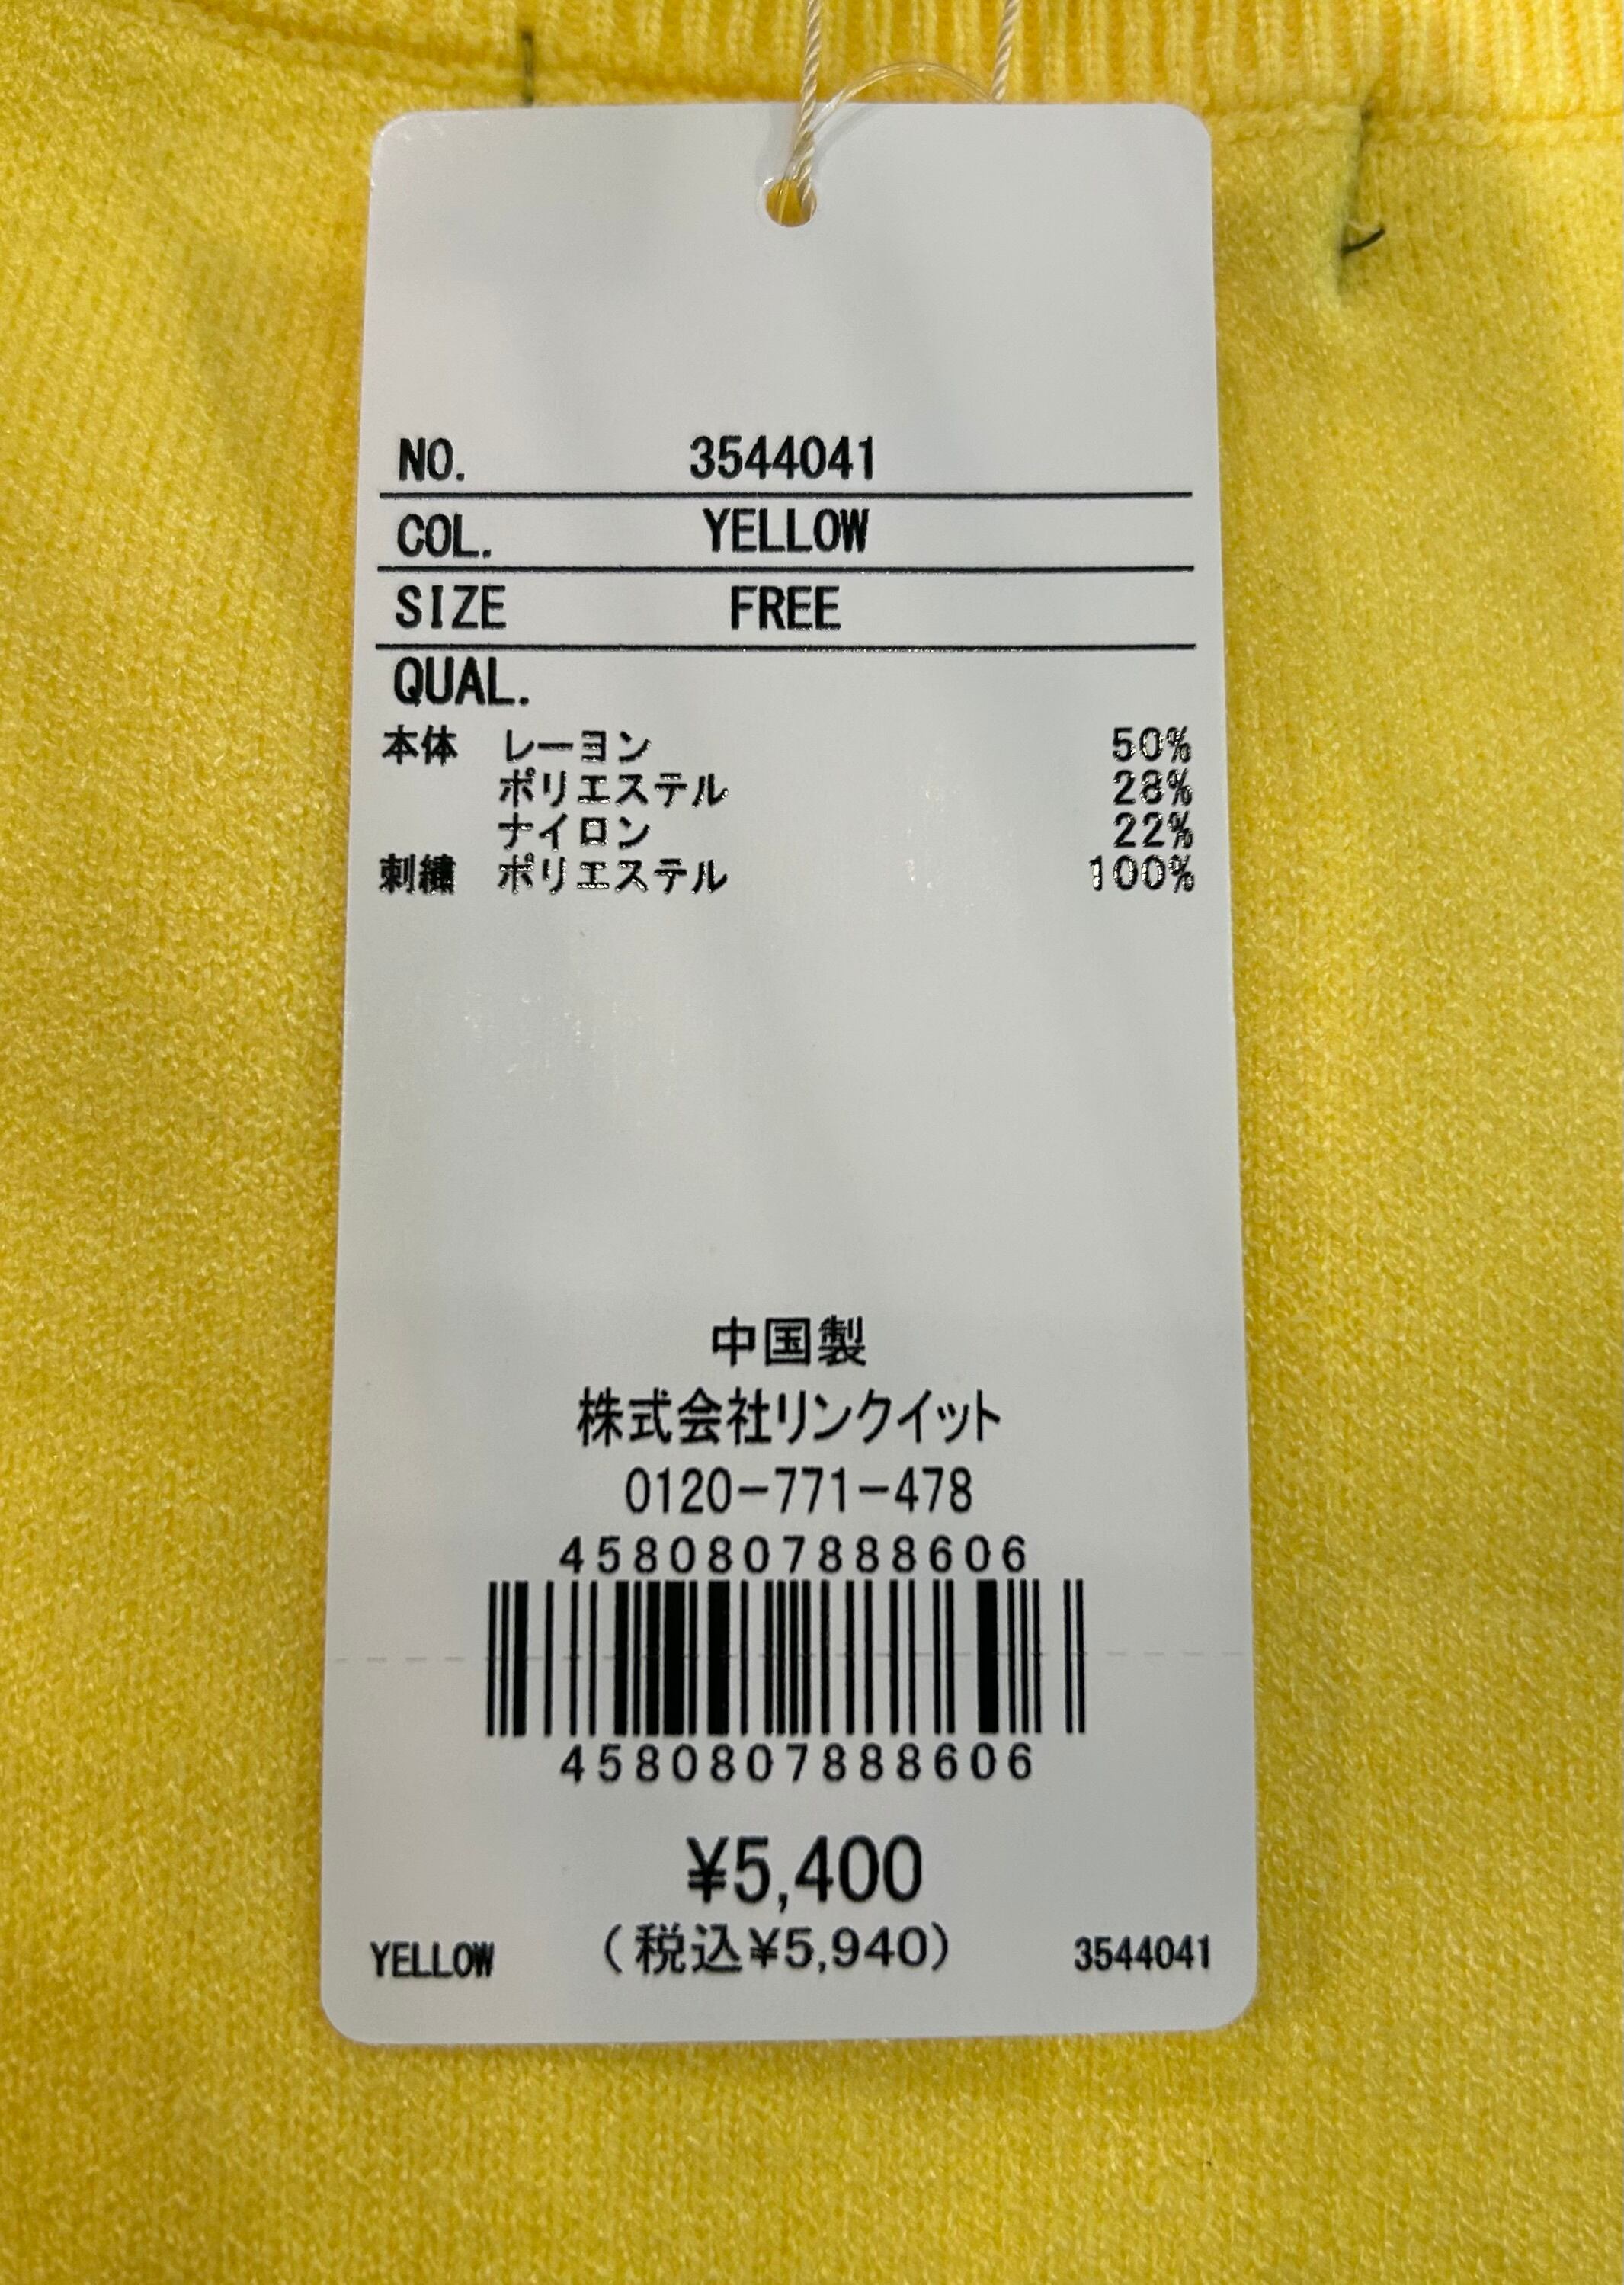 NO. 3544041
COL. YELLOW
SIZE FREE
QUAL.
本体 レーヨン 50%
ポリエステル 28%
ナイロン 22%
刺繍 ポリエステル 100%
中国製
株式会社リンクイット
0120-771-478
4580807888606
4580807888606
¥5,400
YELLOW (税込¥5,940) 3544041